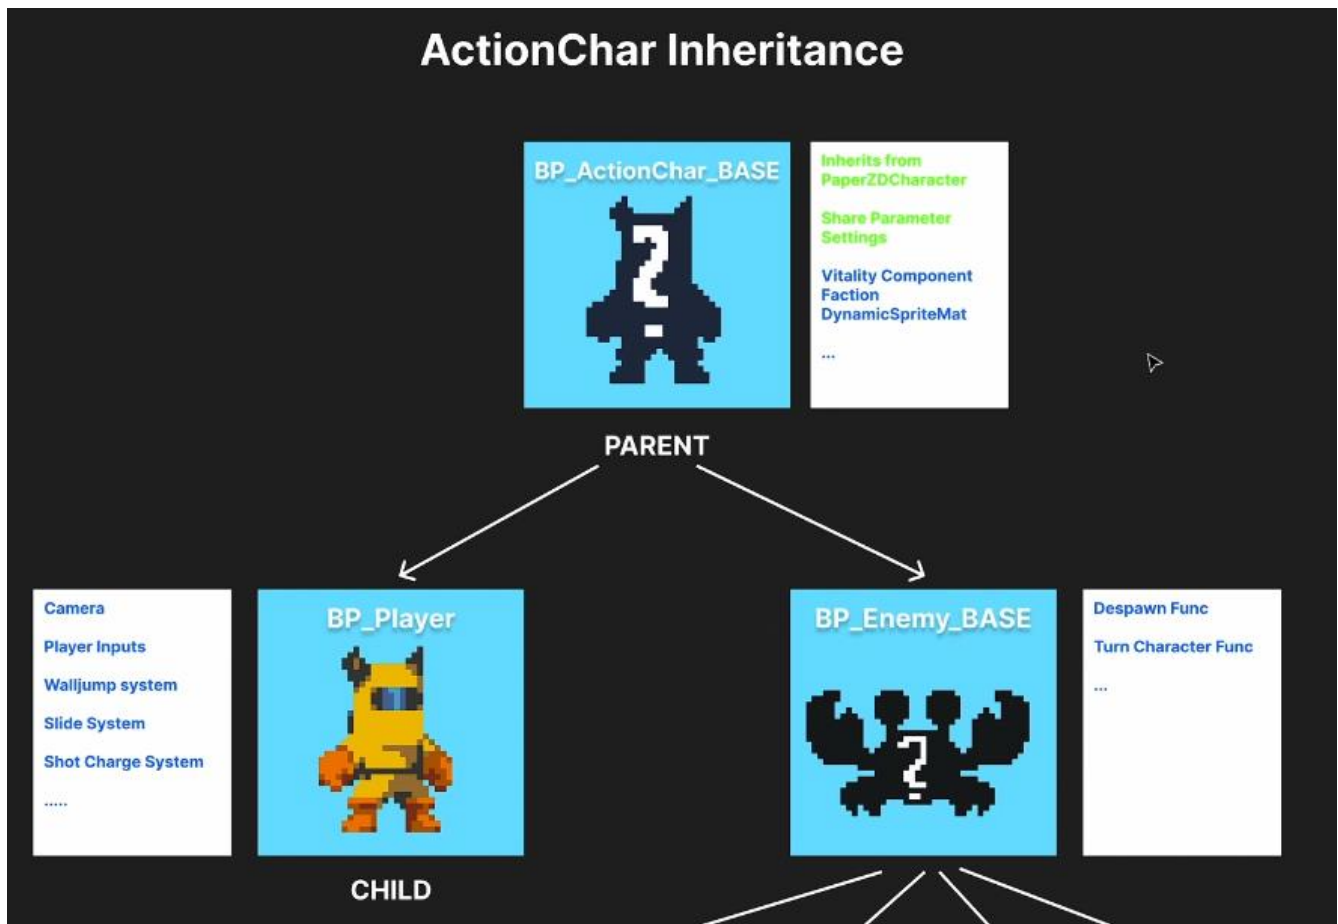 ActionChar Inheritance
BP_ActionChar_BASE
?
Inherits from
PaperZDCharacter
Share Parameter
Settings
Vitality Component
Faction
DynamicSpriteMat
...
PARENT
Camera
Player Inputs
Walljump system
Slide System
Shot Charge System
.....
BP_Player
CHILD
BP_Enemy_BASE
?
Despawn Func
Turn Character Func
...